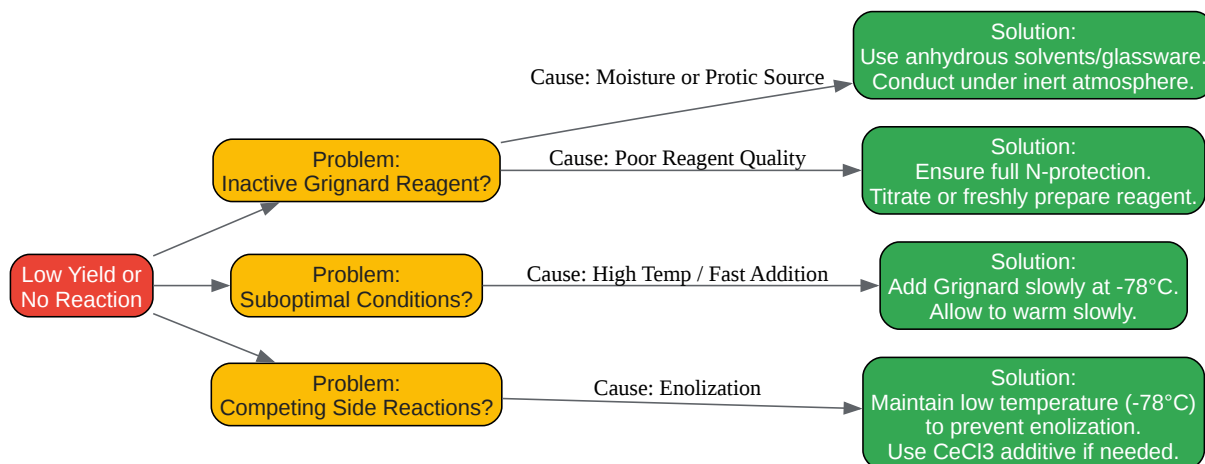 Low Yield or
No Reaction
Problem:
Inactive Grignard Reagent?
Cause: Moisture or Protic Source
Solution:
Use anhydrous solvents/glassware.
Conduct under inert atmosphere.
Cause: Poor Reagent Quality
Solution:
Ensure full N-protection.
Titrate or freshly prepare reagent.
Problem:
Suboptimal Conditions?
Cause: High Temp / Fast Addition
Solution:
Add Grignard slowly at -78°C.
Allow to warm slowly.
Problem:
Competing Side Reactions?
Cause: Enolization
Solution:
Maintain low temperature (-78°C)
to prevent enolization.
Use CeCl3 additive if needed.